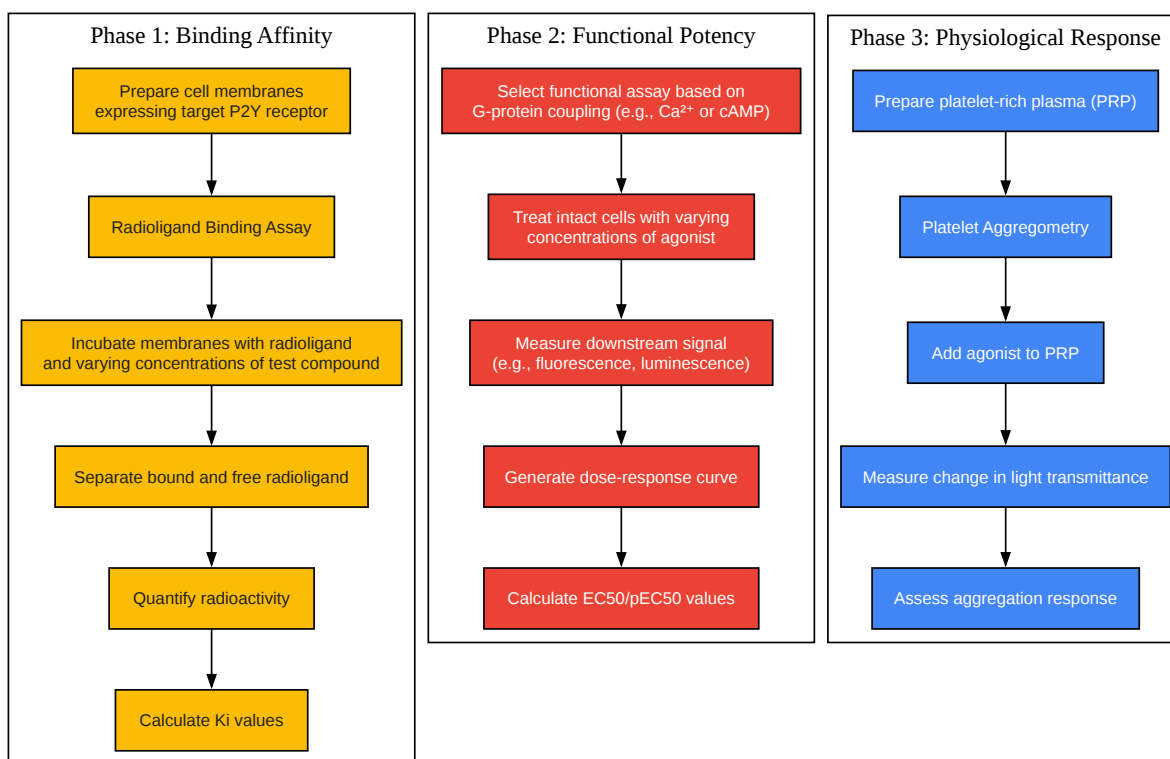 Phase 1: Binding Affinity
Prepare cell membranes
expressing target P2Y receptor
Radioligand Binding Assay
Incubate membranes with radioligand
and varying concentrations of test compound
Separate bound and free radioligand
Quantify radioactivity
Calculate Ki values
Phase 2: Functional Potency
Select functional assay based on
G-protein coupling (e.g., Ca²⁺ or cAMP)
Treat intact cells with varying
concentrations of agonist
Measure downstream signal
(e.g., fluorescence, luminescence)
Generate dose-response curve
Calculate EC50/pEC50 values
Phase 3: Physiological Response
Prepare platelet-rich plasma (PRP)
Platelet Aggregometry
Add agonist to PRP
Measure change in light transmittance
Assess aggregation response